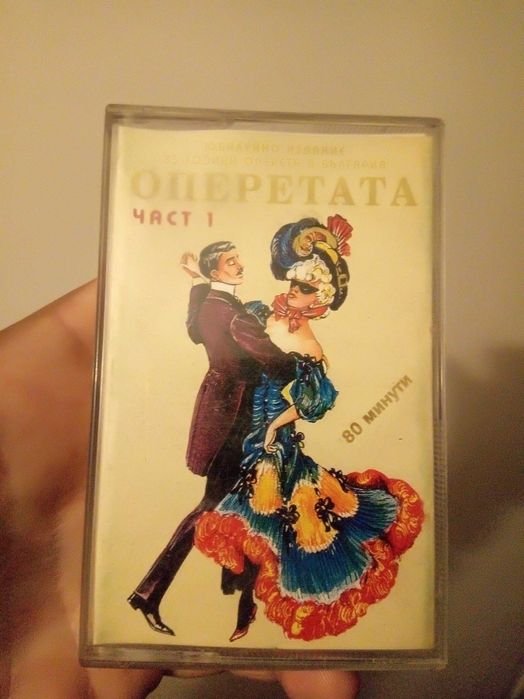 ЮБИЛЕЙНО ИЗДАНИЕ
ГОДИНИ ОПЕРЕТА В БЪЛГАРИЯ
ОПЕРЕТАТА
ЧАСТ 1
80 МИНУТИ